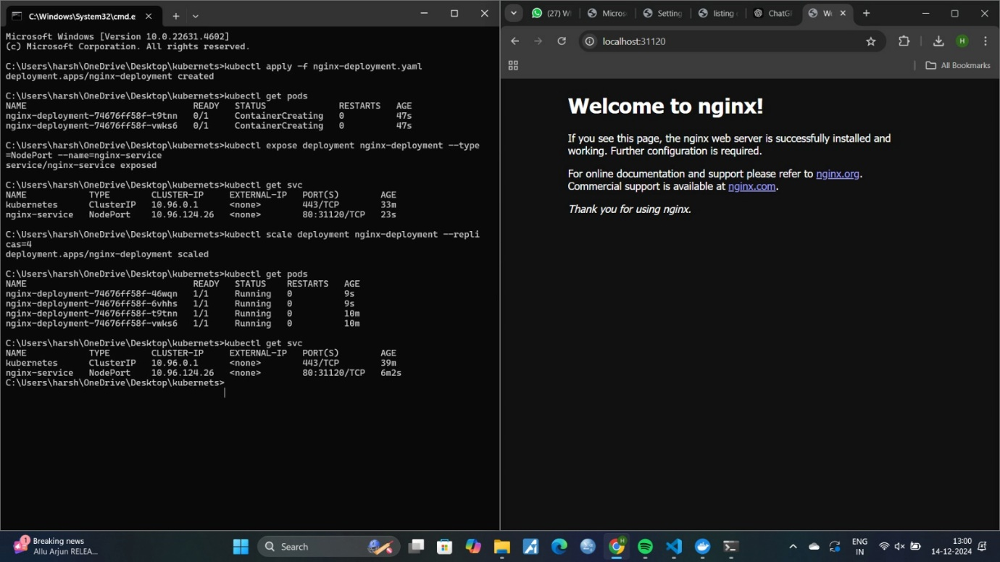 C:\Windows\System32\cmd.e
Microsoft Windows [Version 10.0.22631.4602]
(c) Microsoft Corporation. All rights reserved.
C:\Users\harsh\OneDrive\Desktop\kubernets>kubectl apply -f nginx-deployment.yaml
deployment.apps/nginx-deployment created
C:\Users\harsh\OneDrive\Desktop\kubernets>kubectl get pods
NAME READY STATUS RESTARTS AGE
nginx-deployment-74676ff58f-t9tnn 0/1 ContainerCreating 0 47s
nginx-deployment-74676ff58f-vwks6 0/1 ContainerCreating 0 47s
C:\Users\harsh\OneDrive\Desktop\kubernets>kubectl expose deployment nginx-deployment --type
=NodePort --name=nginx-service
service/nginx-service exposed
C:\Users\harsh\OneDrive\Desktop\kubernets>kubectl get svc
NAME TYPE CLUSTER-IP EXTERNAL-IP PORT(S) AGE
kubernetes ClusterIP 10.96.0.1 <none> 443/TCP 33m
nginx-service NodePort 10.96.124.26 <none> 80:31120/TCP 23s
C:\Users\harsh\OneDrive\Desktop\kubernets>kubectl scale deployment nginx-deployment --repli
cas=4
deployment.apps/nginx-deployment scaled
C:\Users\harsh\OneDrive\Desktop\kubernets>kubectl get pods
NAME READY STATUS RESTARTS AGE
nginx-deployment-74676ff58f-46wqn 1/1 Running 0 9s
nginx-deployment-74676ff58f-6vhhs 1/1 Running 0 9s
nginx-deployment-74676ff58f-t9tnn 1/1 Running 0 10m
nginx-deployment-74676ff58f-vwks6 1/1 Running 0 10m
C:\Users\harsh\OneDrive\Desktop\kubernets>kubectl get svc
NAME TYPE CLUSTER-IP EXTERNAL-IP PORT(S) AGE
kubernetes ClusterIP 10.96.0.1 <none> 443/TCP 39m
nginx-service NodePort 10.96.124.26 <none> 80:31120/TCP 6m2s
C:\Users\harsh\OneDrive\Desktop\kubernets>
(27) W Micros Setting listing ChatG W
localhost:31120
H
All Bookmarks
Welcome to nginx!
If you see this page, the nginx web server is successfully installed and
working. Further configuration is required.
For online documentation and support please refer to nginx.org.
Commercial support is available at nginx.com.
Thank you for using nginx.
1
Breaking news
Allu Arjun RELEA...
Search
H
ENG
IN
13:00
14-12-2024